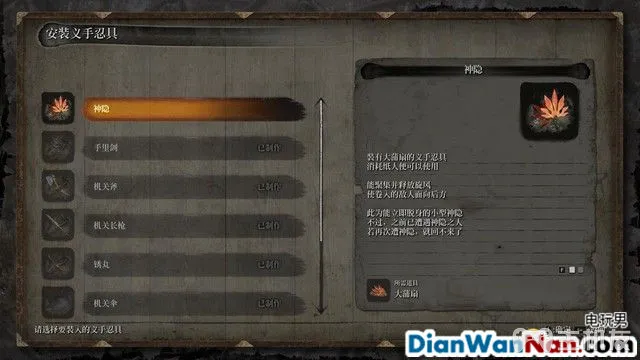 安装义手忍具
神隐
神隐
手里剑
已制作
机关斧
已制作
装有大蒲扇的义手忍具
消耗纸人便可以使用
机关长枪
已制作
能聚集并释放旋风
使卷入的敌人面向后方
锈丸
已制作
此为能立即脱身的小型神隐
不过，之前已遭遇神隐之人
若再次遭神隐，就回不来了
机关伞
已制作
所需道具
大蒲扇
请选择要装入的义手忍具
电玩男
DianWanNan.com